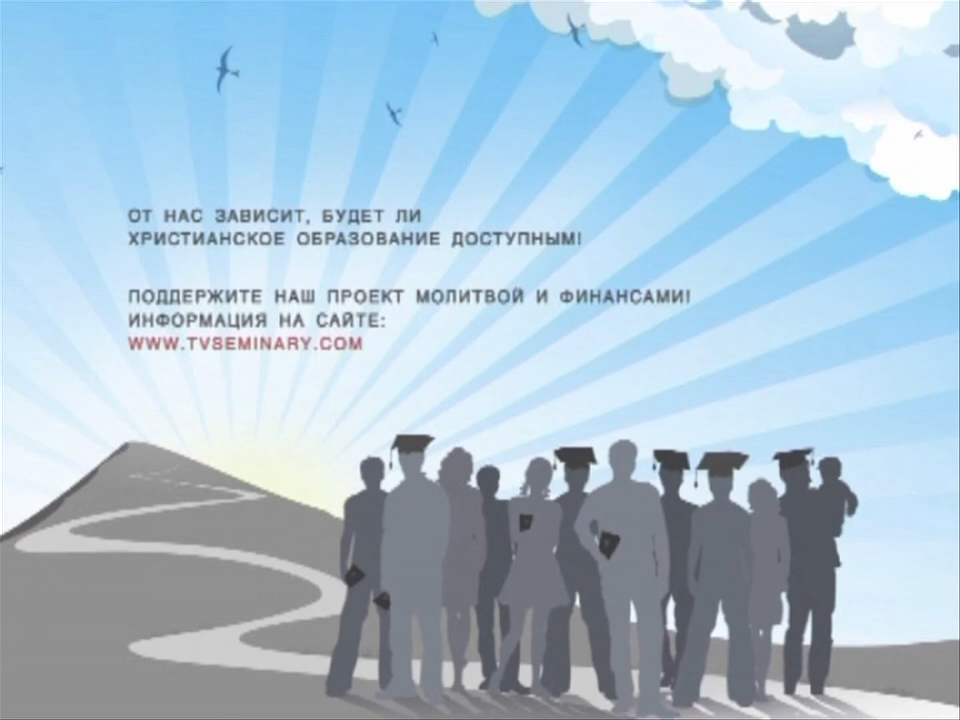 ОТ НАС ЗАВИСИТ, БУДЕТ ЛИ
ХРИСТИАНСКОЕ ОБРАЗОВАНИЕ ДОСТУПНЫМ!
ПОДДЕРЖИТЕ НАШ ПРОЕКТ МОЛИТВОЙ И ФИНАНСАМИ!
ИНФОРМАЦИЯ НА САЙТЕ:
WWW.TVSEMINARY.COM